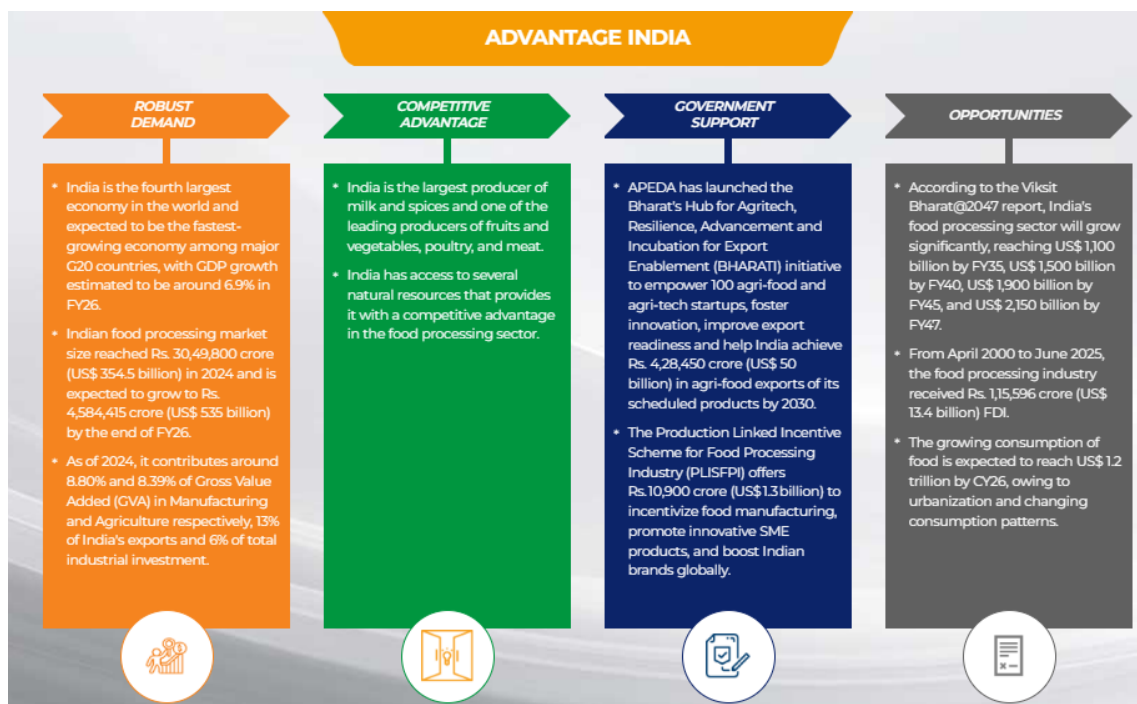 ADVANTAGE INDIA
ROBUST
DEMAND
* India is the fourth largest
economy in the world and
expected to be the fastest-
growing economy among major
G20 countries, with GDP growth
estimated to be around 6.9% in
FY26.
* Indian food processing market
size reached Rs. 30,49,800 crore
(US$ 354.5 billion) in 2024 and is
expected to grow to Rs.
4,584,415 crore (US$ 535 billion)
by the end of FY26.
* As of 2024, it contributes around
8.80% and 8.39% of Gross Value
Added (GVA) in Manufacturing
and Agriculture respectively, 13%
of India's exports and 6% of total
industrial investment.
COMPETITIVE
ADVANTAGE
* India is the largest producer of
milk and spices and one of the
leading producers of fruits and
vegetables, poultry, and meat.
* India has access to several
natural resources that provides
it with a competitive advantage
in the food processing sector.
GOVERNMENT
SUPPORT
* APEDA has launched the
Bharat's Hub for Agritech,
Resilience, Advancement and
Incubation for Export
Enablement (BHARATI) initiative
to empower 100 agri-food and
agri-tech startups, foster
innovation, improve export
readiness and help India achieve
Rs. 4,28,450 crore (US$ 50
billion) in agri-food exports of its
scheduled products by 2030.
* The Production Linked Incentive
Scheme for Food Processing
Industry (PLISFPI) offers
Rs.10,900 crore (US$1.3 billion) to
incentivize food manufacturing,
promote innovative SME
products, and boost Indian
brands globally.
OPPORTUNITIES
* According to the Viksit
Bharat@2047 report, India's
food processing sector will grow
significantly, reaching US$ 1,100
billion by FY35, US$ 1,500 billion
by FY40, US$ 1,900 billion by
FY45, and US$ 2,150 billion by
FY47.
* From April 2000 to June 2025,
the food processing industry
received Rs. 1,15,596 crore (US$
13.4 billion) FDI.
* The growing consumption of
food is expected to reach US$ 1.2
trillion by CY26, owing to
urbanization and changing
consumption patterns.